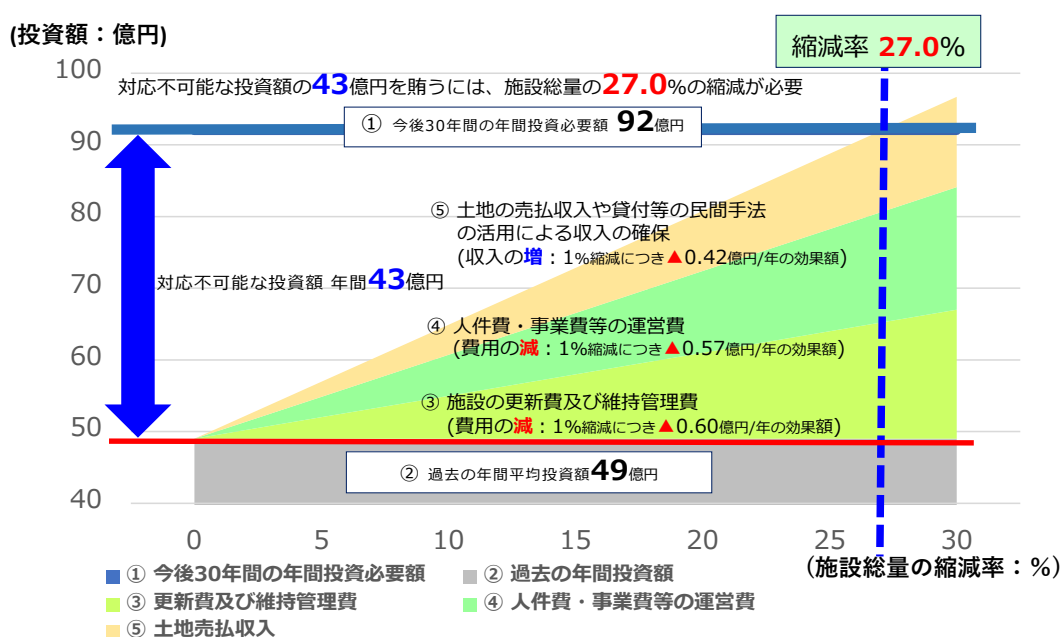 (投資額：億円)
縮減率 27.0%
対応不可能な投資額の43億円を賄うには、施設総量の27.0%の縮減が必要
① 今後30年間の年間投資必要額 92億円
⑤ 土地の売払収入や貸付等の民間手法
の活用による収入の確保
(収入の増：1%縮減につき▲0.42億円/年の効果額)
対応不可能な投資額 年間43億円
④ 人件費・事業費等の運営費
(費用の減：1%縮減につき▲0.57億円/年の効果額)
③ 施設の更新費及び維持管理費
(費用の減：1%縮減につき▲0.60億円/年の効果額)
② 過去の年間平均投資額49億円
100
90
80
70
60
50
40
0 5 10 15 20 25 30
(施設総量の縮減率：%)
① 今後30年間の年間投資必要額
② 過去の年間投資額
③ 更新費及び維持管理費
④ 人件費・事業費等の運営費
⑤ 土地売払収入